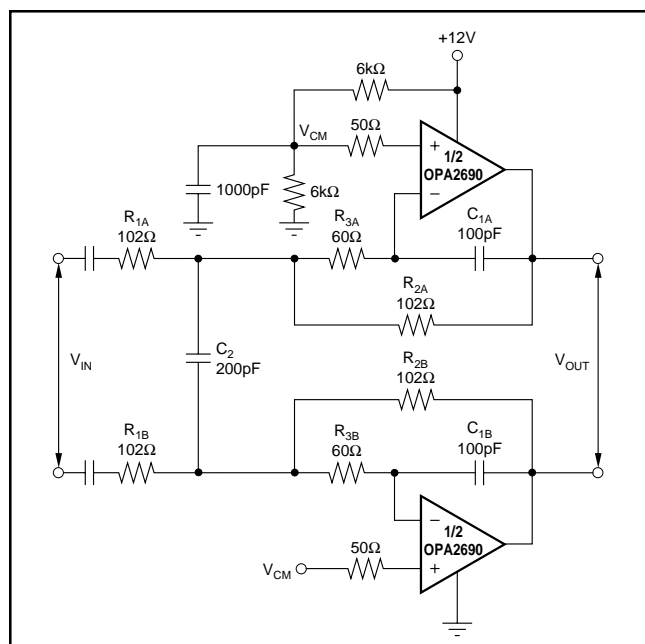 +12V
6kΩ
V_CM
50Ω
+
1/2
OPA2690
−
1000pF
6kΩ
R_1A
102Ω
R_3A
60Ω
C_1A
100pF
R_2A
102Ω
V_IN
C_2
200pF
V_OUT
R_2B
102Ω
R_1B
102Ω
R_3B
60Ω
C_1B
100pF
−
1/2
OPA2690
+
50Ω
V_CM